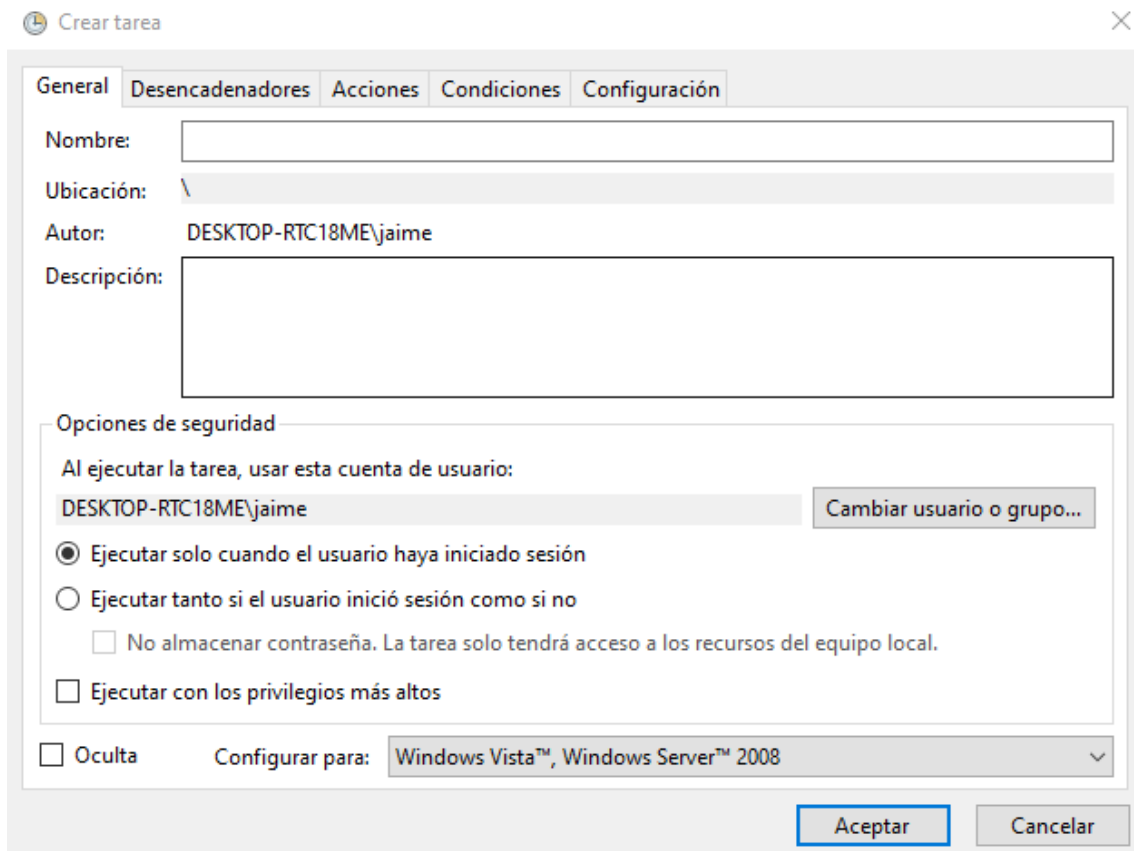 Crear tarea
General Desencadenadores Acciones Condiciones Configuración
Nombre:
Ubicación: \
Autor: DESKTOP-RTC18ME\jaime
Descripción:
Opciones de seguridad
Al ejecutar la tarea, usar esta cuenta de usuario:
DESKTOP-RTC18ME\jaime Cambiar usuario o grupo...
Ejecutar solo cuando el usuario haya iniciado sesión
Ejecutar tanto si el usuario inició sesión como si no
No almacenar contraseña. La tarea solo tendrá acceso a los recursos del equipo local.
Ejecutar con los privilegios más altos
Oculta Configurar para: Windows Vista™, Windows Server™ 2008
Aceptar Cancelar